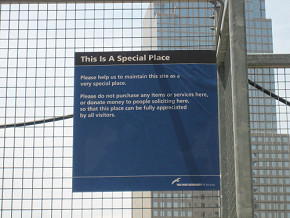 This Is A Special Place
Please help us to maintain this site as a
very special place.
Please do not purchase any items or services here,
or donate money to people soliciting here,
so that this place can be fully appreciated
by all visitors.